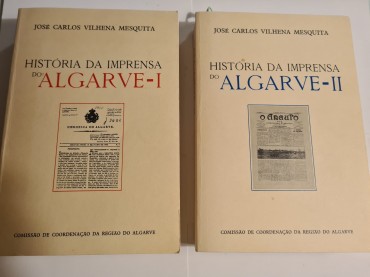 JOSÉ CARLOS VILHENA MESQUITA
HISTÓRIA DA IMPRENSA
DO ALGARVE-I
COMISSÃO DE COORDENAÇÃO DA REGIÃO DO ALGARVE
JOSÉ CARLOS VILHENA MESQUITA
HISTÓRIA DA IMPRENSA
DO ALGARVE-II
O Algarve
COMISSÃO DE COORDENAÇÃO DA REGIÃO DO ALGARVE